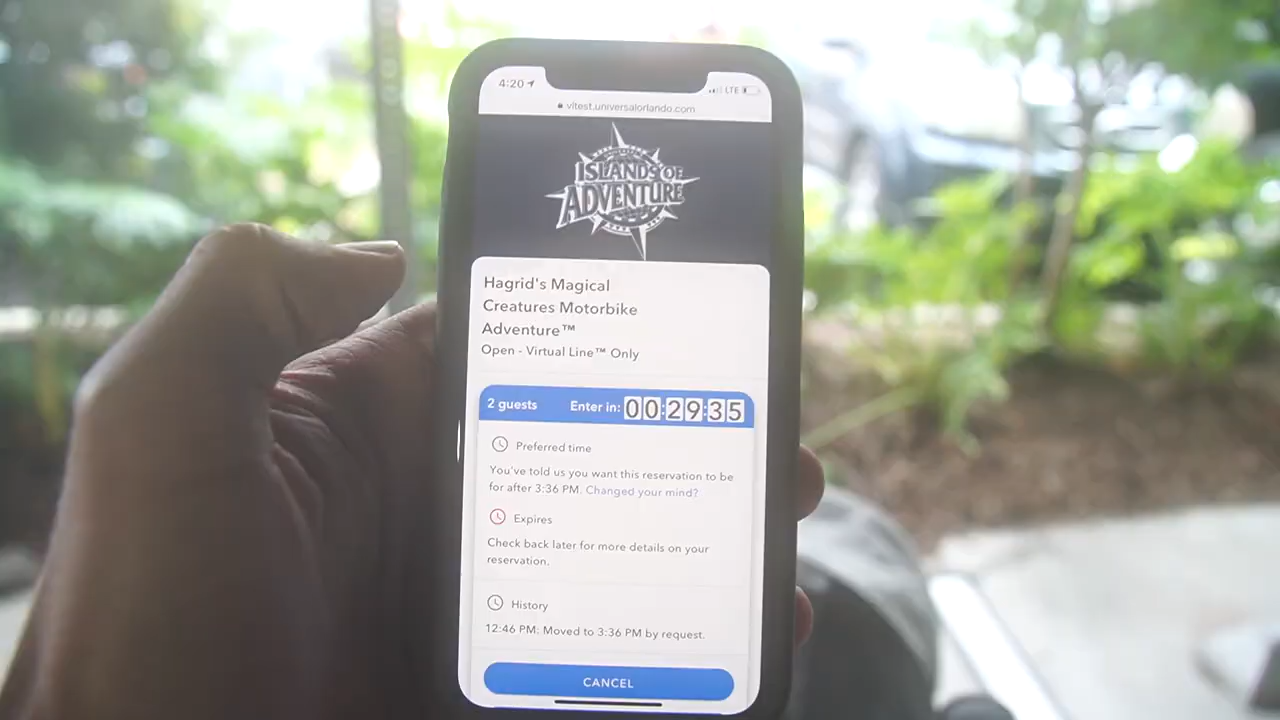 4:20
LTE
vltest.universalorlando.com
ISLANDS OF
ADVENTURE
Hagrid's Magical
Creatures Motorbike
Adventure™
Open - Virtual Line™ Only
2 guests Enter in: 00:29:35
Preferred time
You've told us you want this reservation to be
for after 3:36 PM. Changed your mind?
Expires
Check back later for more details on your
reservation.
History
12:46 PM: Moved to 3:36 PM by request.
CANCEL